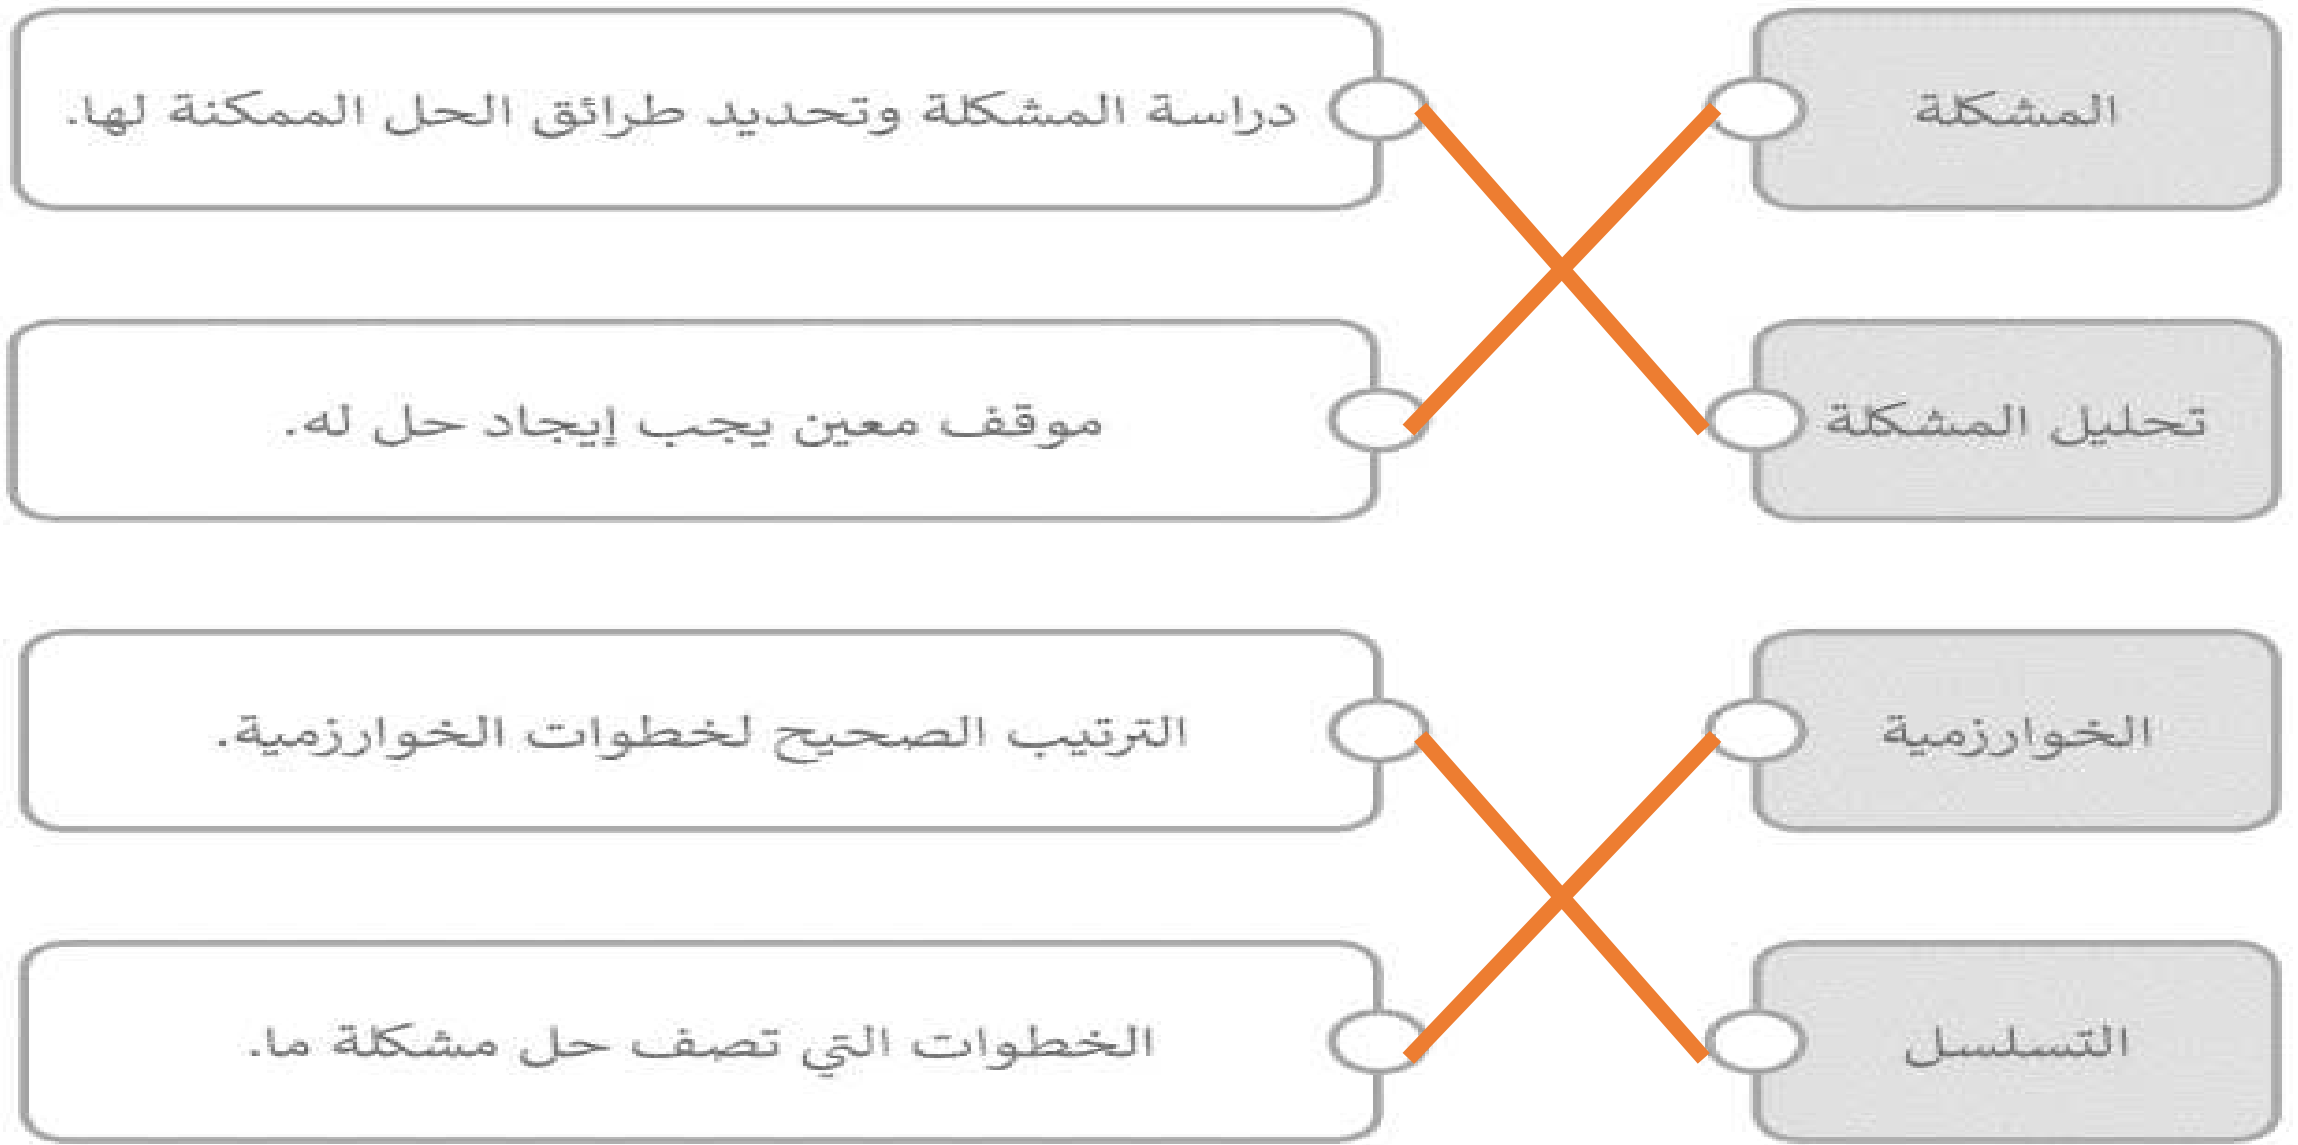 المشكلة
دراسة المشكلة وتحديد طرائق الحل الممكنة لها.
تحليل المشكلة
موقف معين يجب إيجاد حل له.
الخوارزمية
الترتيب الصحيح لخطوات الخوارزمية.
التسلسل
الخطوات التي تصف حل مشكلة ما.